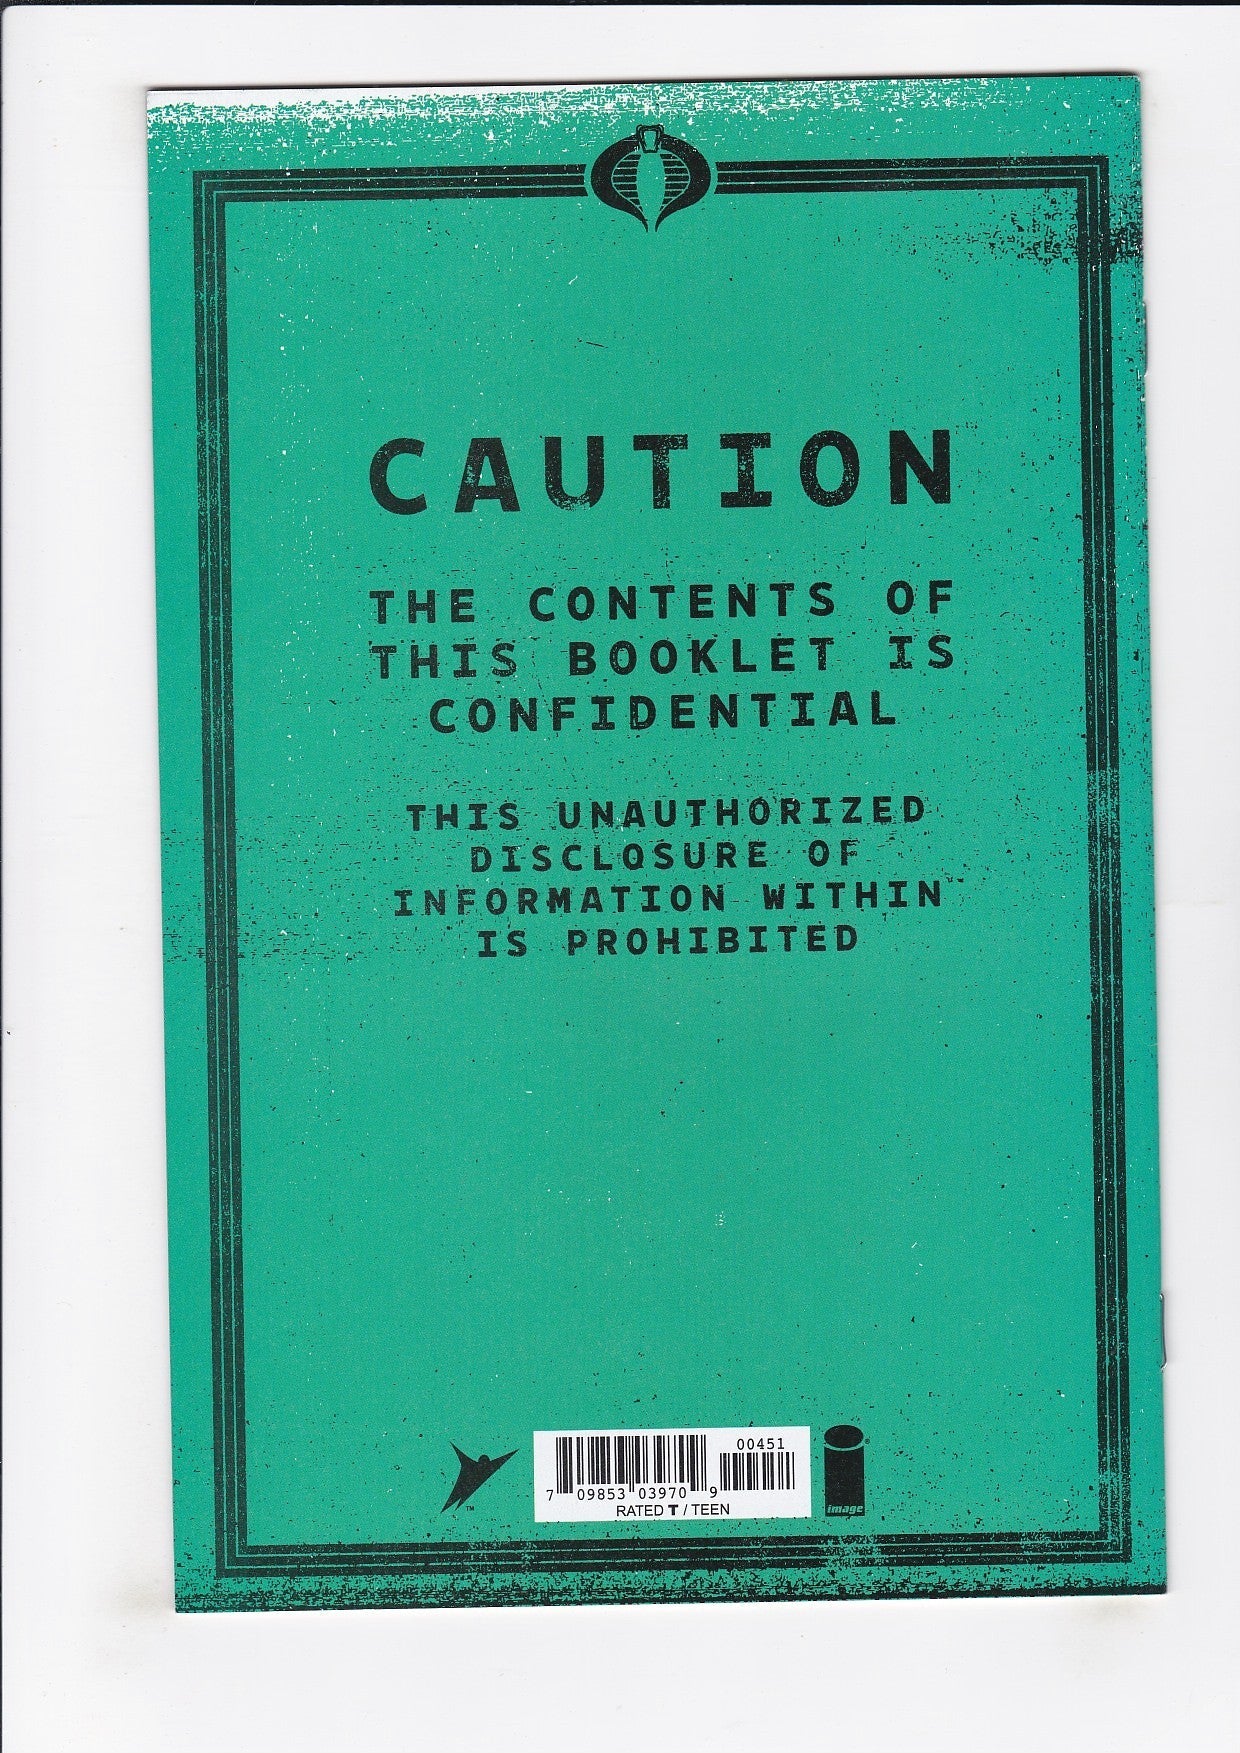 CAUTION
THE CONTENTS OF
THIS BOOKLET IS
CONFIDENTIAL
THIS UNAUTHORIZED
DISCLOSURE OF
INFORMATION WITHIN
IS PROHIBITED
00451
7 09853 03970 9
RATED T / TEEN
TM
image
®